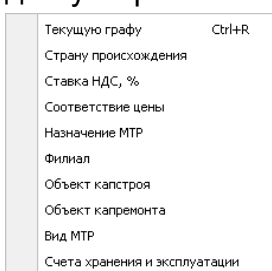 Текущую графу Ctrl+R
Страну происхождения
Ставка НДС, %
Соответствие цены
Назначение МТР
Филиал
Объект капстроя
Объект капремонта
Вид МТР
Счета хранения и эксплуатации